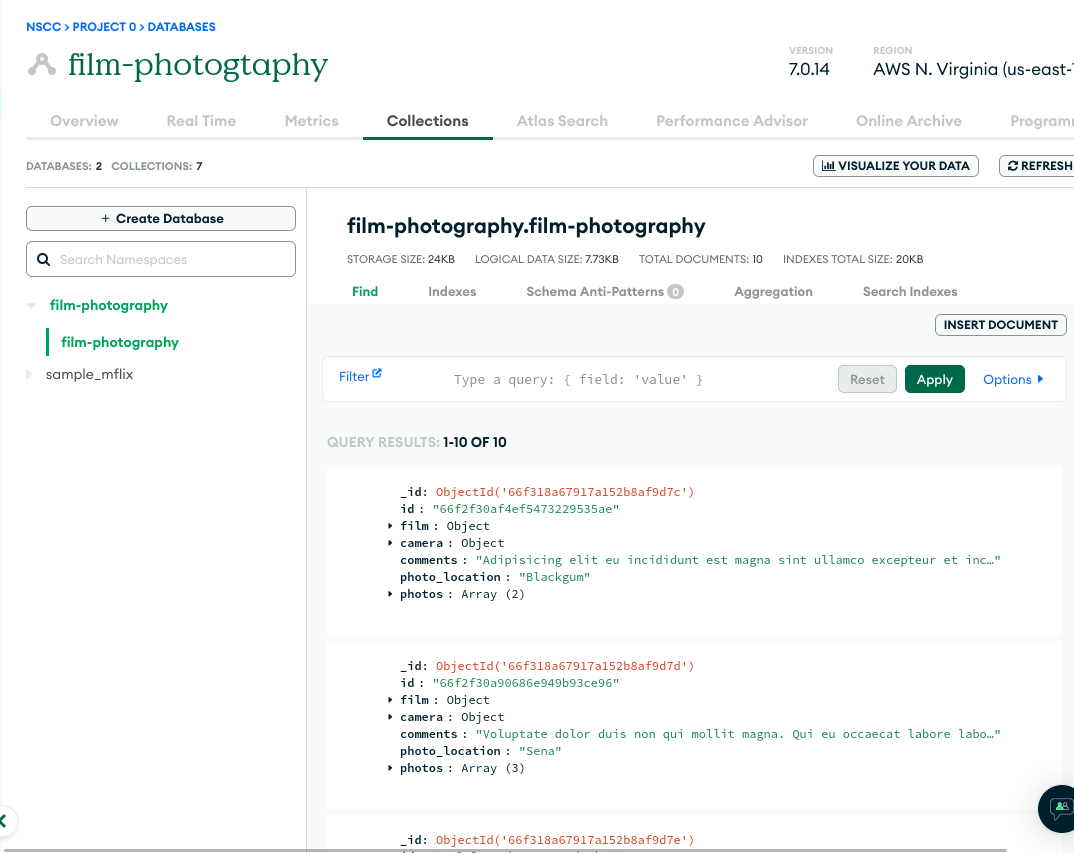 NSCC > PROJECT 0 > DATABASES
film-photogtaphy
VERSION
7.0.14
REGION
AWS N. Virginia (us-east-
Overview Real Time Metrics Collections Atlas Search Performance Advisor Online Archive Program
DATABASES: 2 COLLECTIONS: 7
VISUALIZE YOUR DATA
REFRESH
+ Create Database
Search Namespaces
film-photography
film-photography
sample_mflix
film-photography.film-photography
STORAGE SIZE: 24KB LOGICAL DATA SIZE: 7.73KB TOTAL DOCUMENTS: 10 INDEXES TOTAL SIZE: 20KB
Find Indexes Schema Anti-Patterns 0 Aggregation Search Indexes
INSERT DOCUMENT
Filter Type a query: { field: 'value' } Reset Apply Options
QUERY RESULTS: 1-10 OF 10
_id: ObjectId('66f318a67917a152b8af9d7c')
id : "66f2f30af4ef5473229535ae"
film : Object
camera : Object
comments : "Adipisicing elit eu incididunt est magna sint ullamco excepteur et inc…"
photo_location : "Blackgum"
photos : Array (2)
_id: ObjectId('66f318a67917a152b8af9d7d')
id : "66f2f30a90686e949b93ce96"
film : Object
camera : Object
comments : "Voluptate dolor duis non qui mollit magna. Qui eu occaecat labore labo…"
photo_location : "Sena"
photos : Array (3)
_id: ObjectId('66f318a67917a152b8af9d7e')